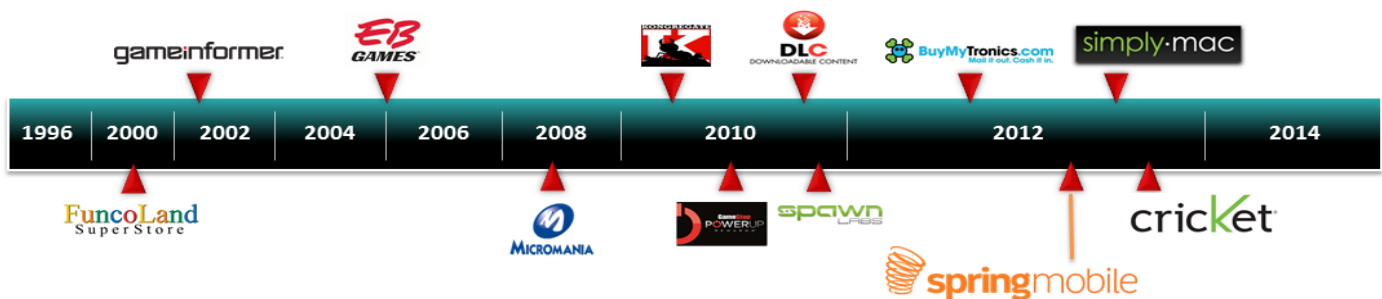 gameinformer
EB
GAMES
KONGREGATE
K
DLC
DOWNLOADABLE CONTENT
BuyMyTronics.com
Mail it out. Cash it in.
simply·mac
1996
2000
2002
2004
2006
2008
2010
2012
2014
FuncoLand
SuperStore
MICROMANIA
GameStop
POWERUP
REWARDS
spawn
LABS
springmobile
cricket